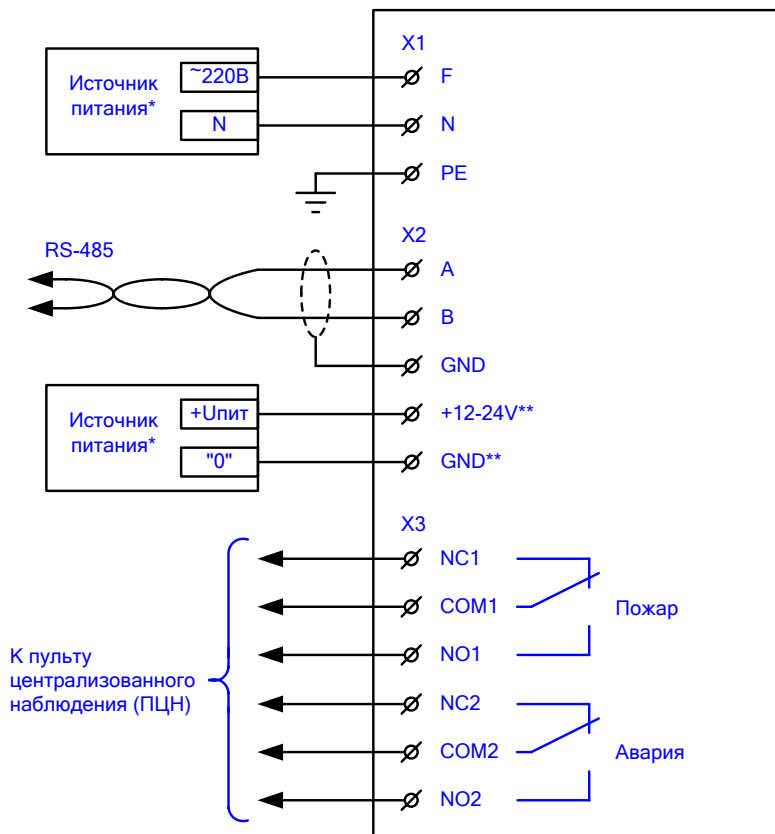 X1
Источник
питания*
~220В
F
N
N
PE
X2
RS-485
A
B
GND
Источник
питания*
+Uпит
+12-24V**
"0"
GND**
X3
NC1
COM1
Пожар
NO1
К пульту
централизованного
наблюдения (ПЦН)
NC2
COM2
Авария
NO2